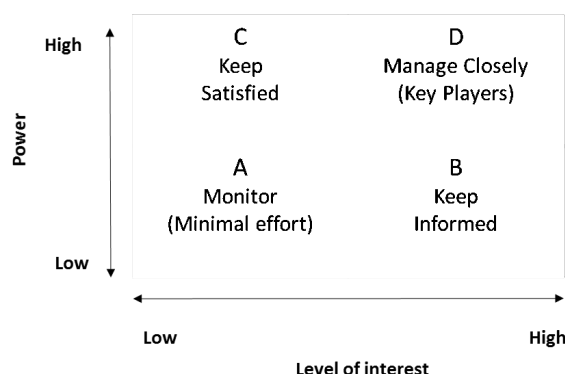 High
C
D
Keep
Satisfied
Manage Closely
(Key Players)
Power
A
B
Monitor
(Minimal effort)
Keep
Informed
Low
Low
High
Level of interest